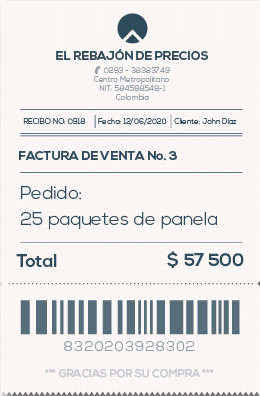 EL REBAJÓN DE PRECIOS
0293 - 38383749
Centro Metropolitano
NIT: 584598549-1
Colombia
RECIBO NO: 0918 Fecha: 12/06/2020 Cliente: John Díaz
FACTURA DE VENTA No. 3
Pedido:
25 paquetes de panela
Total $ 57 500
8320203928302
*** GRACIAS POR SU COMPRA ***